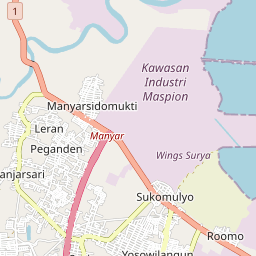 1
Kawasan
Industri
Maspion
Manyarsidomukti
Leran
Manyar
Peganden
Wings Surya
anjarsari
Sukomulyo
Roomo
Yosowilangun